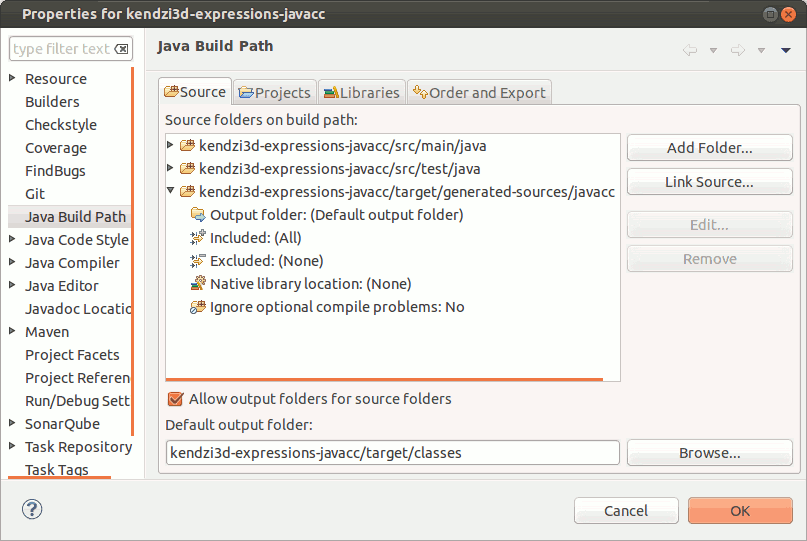 Properties for kendzi3d-expressions-javacc
type filter text
Resource
Builders
Checkstyle
Coverage
FindBugs
Git
Java Build Path
Java Code Style
Java Compiler
Java Editor
Javadoc Locatio
Maven
Project Facets
Project Referen
Run/Debug Sett
SonarQube
Task Repository
Task Tags
Java Build Path
Source
Projects
Libraries
Order and Export
Source folders on build path:
kendzi3d-expressions-javacc/src/main/java
kendzi3d-expressions-javacc/src/test/java
kendzi3d-expressions-javacc/target/generated-sources/javacc
Output folder: (Default output folder)
Included: (All)
Excluded: (None)
Native library location: (None)
Ignore optional compile problems: No
Add Folder...
Link Source...
Edit...
Remove
Allow output folders for source folders
Default output folder:
kendzi3d-expressions-javacc/target/classes
Browse...
?
Cancel
OK